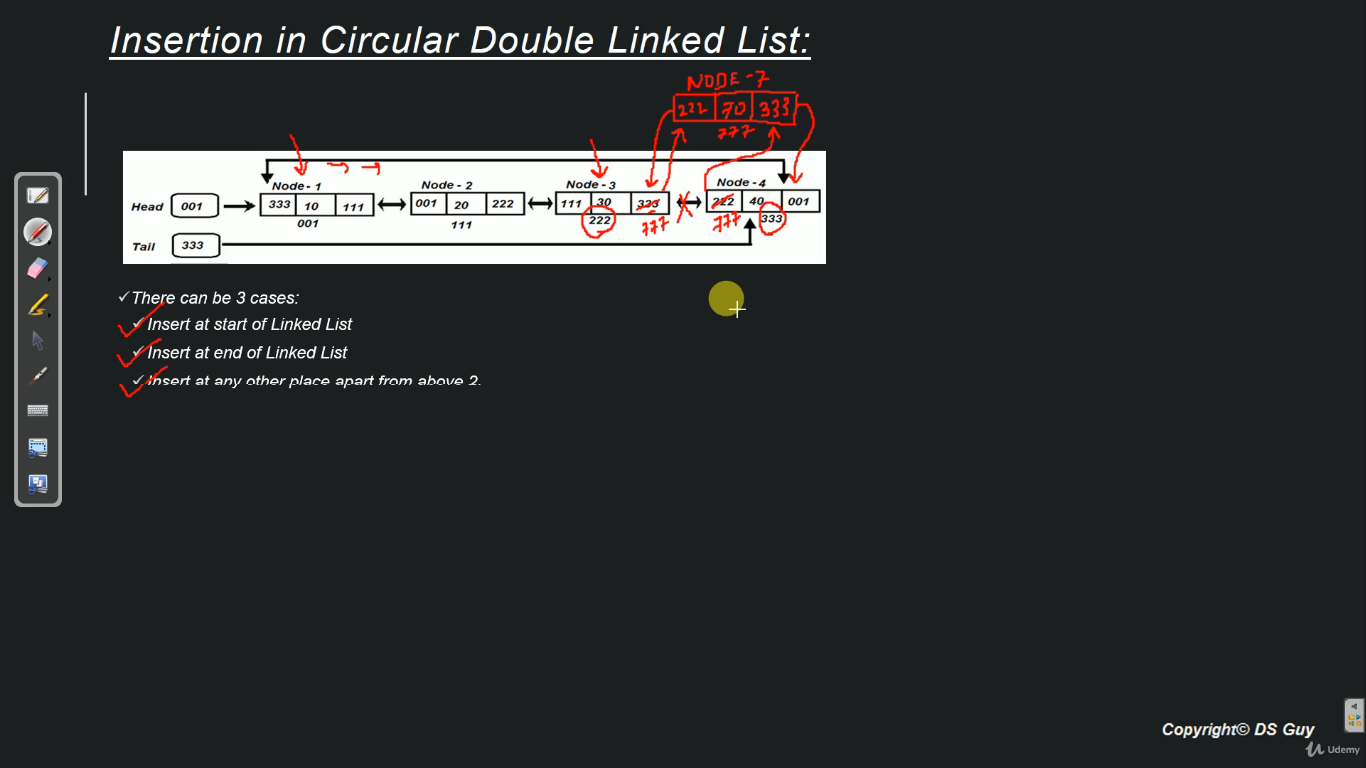 Insertion in Circular Double Linked List:
NODE-7
222 70 333
777
Node - 1 Node - 2 Node - 3 Node - 4
Head 001 333 10 111 001 20 222 111 30 333 222 40 001
001 111 222 777 777 333
Tail 333
✓There can be 3 cases:
✓Insert at start of Linked List
✓Insert at end of Linked List
✓Insert at any other place apart from above 2.
Copyright© DS Guy
Udemy